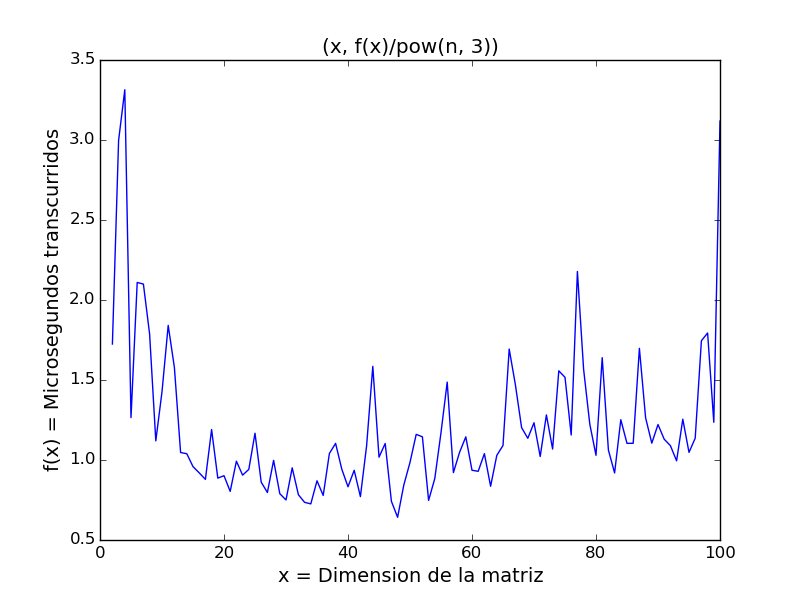 (x, f(x)/pow(n, 3))
3.5
3.0
2.5
2.0
1.5
1.0
0.5
f(x) = Microsegundos transcurridos
0 20 40 60 80 100
x = Dimension de la matriz